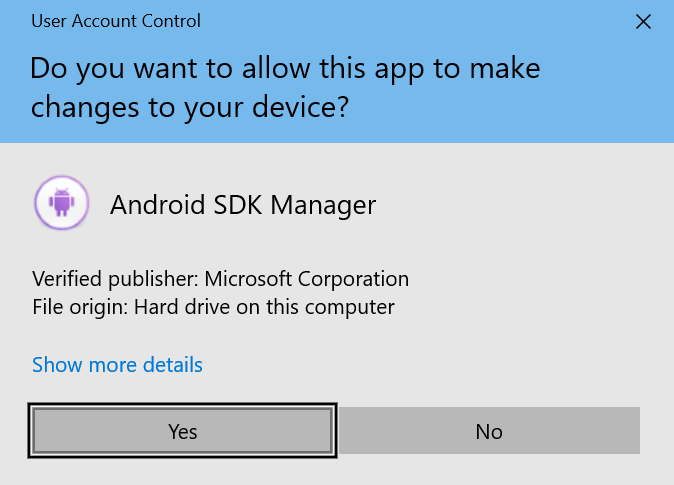 User Account Control
Do you want to allow this app to make
changes to your device?
Android SDK Manager
Verified publisher: Microsoft Corporation
File origin: Hard drive on this computer
Show more details
Yes
No